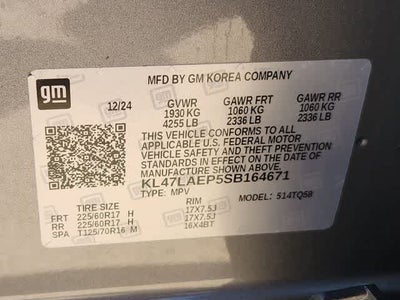 gm
MFD BY GM KOREA COMPANY
12/24 GVWR GAWR FRT GAWR RR
1930 KG 1060 KG 1060 KG
4255 LB 2336 LB 2336 LB
THIS VEHICLE CONFORMS TO ALL
APPLICABLE U.S. FEDERAL MOTOR
VEHICLE SAFETY, BUMPER, AND THEFT
PREVENTION STANDARDS IN EFFECT ON
THE DATE OF MANUFACTURE SHOWN ABOVE.
KL47LAEP5SB164671
TYPE: MPV MODEL: 514TQ58
TIRE SIZE RIM
FRT 225/60R17 H 17X7.5J
RR 225/60R17 H 17X7.5J
SPA T125/70R16 M 16X4BT